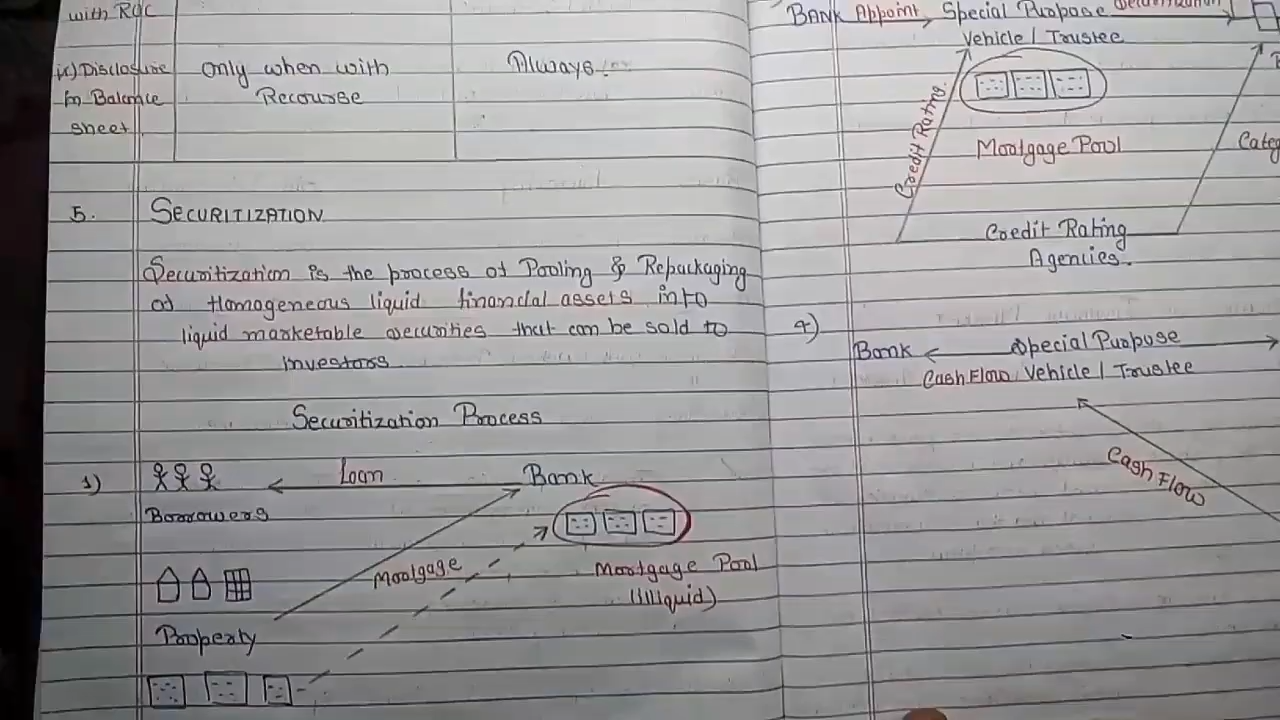 with ROC
ix) Disclosure
in Balance
sheet.
Only when with
Recourse
Always.
5. SECURITIZATION
Securitization is the process of Pooling & Repackaging
of Homogeneous liquid financial assets into
liquid marketable securities that can be sold to
investors
Securitization Process
1)
Loan
Bank
Borrowers
Mortgage
Mortgage Pool
(illiquid)
Property
BANK Appoint Special Purpose
Vehicle / Trustee
Credit Rating
Mortgage Pool
Credit Rating
Agencies.
4)
Bank Special Purpose
Cash Flow Vehicle / Trustee
Cash Flow